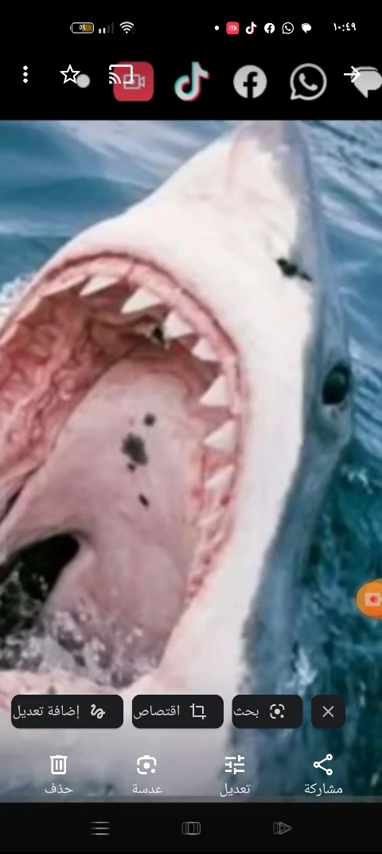 ١٠:٤٩
إضافة تعديل
اقتصاص
بحث
حذف
عدسة
تعديل
مشاركة